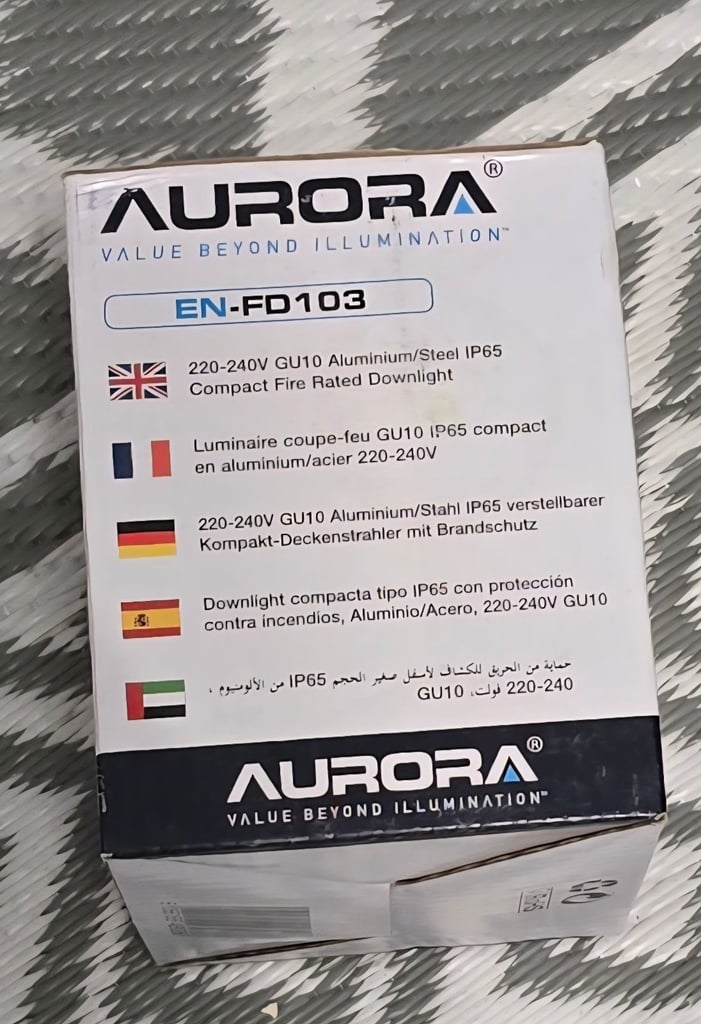 AURORA®
VALUE BEYOND ILLUMINATION™
EN-FD103
220-240V GU10 Aluminium/Steel IP65
Compact Fire Rated Downlight
Luminaire coupe-feu GU10 IP65 compact
en aluminium/acier 220-240V
220-240V GU10 Aluminium/Stahl IP65 verstellbarer
Kompakt-Deckenstrahler mit Brandschutz
Downlight compacta tipo IP65 con protección
contra incendios, Aluminio/Acero, 220-240V GU10
حماية من الحريق للكشاف لأسفل صغير الحجم IP65 من الألومنيوم ،
220-240 فولت، GU10
AURORA®
VALUE BEYOND ILLUMINATION™